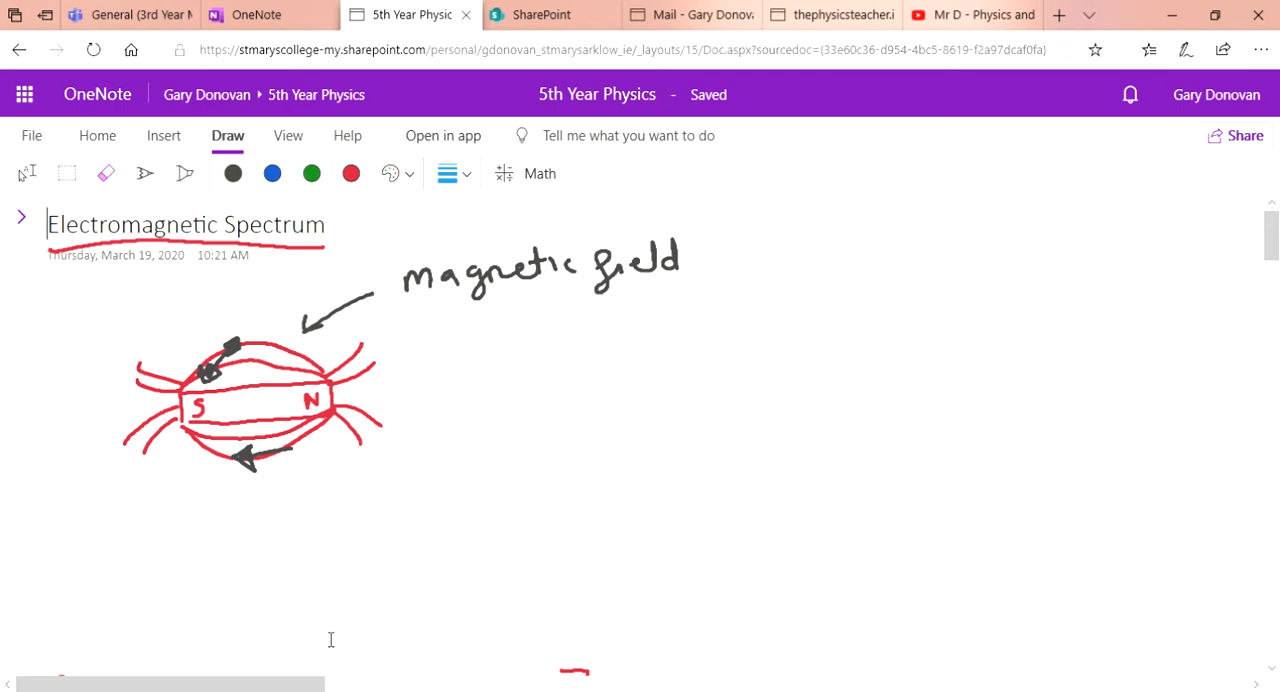 General (3rd Year M
OneNote
5th Year Physic
SharePoint
Mail - Gary Donova
thephysicsteacher.i
Mr D - Physics and
https://stmaryscollege-my.sharepoint.com/personal/gdonovan_stmarysarklow_ie/_layouts/15/Doc.aspx?sourcedoc={33e60c36-d954-4bc5-8619-f2a97dcaf0fa}
OneNote
Gary Donovan ▸ 5th Year Physics
5th Year Physics - Saved
Gary Donovan
File Home Insert Draw View Help Open in app Tell me what you want to do Share
Math
Electromagnetic Spectrum
Thursday, March 19, 2020 10:21 AM
magnetic field
S N